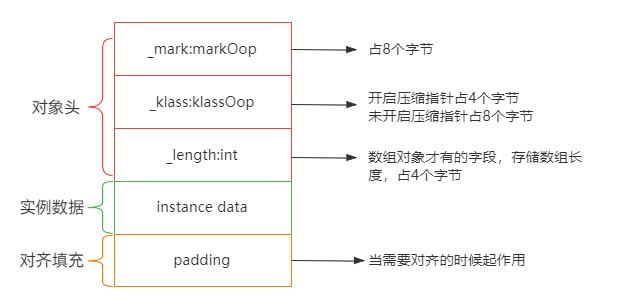 _mark:markOop
占8个字节
对象头
_klass:klassOop
开启压缩指针占4个字节
未开启压缩指针占8个字节
_length:int
数组对象才有的字段，存储数组长
度，占4个字节
实例数据
instance data
对齐填充
padding
当需要对齐的时候起作用